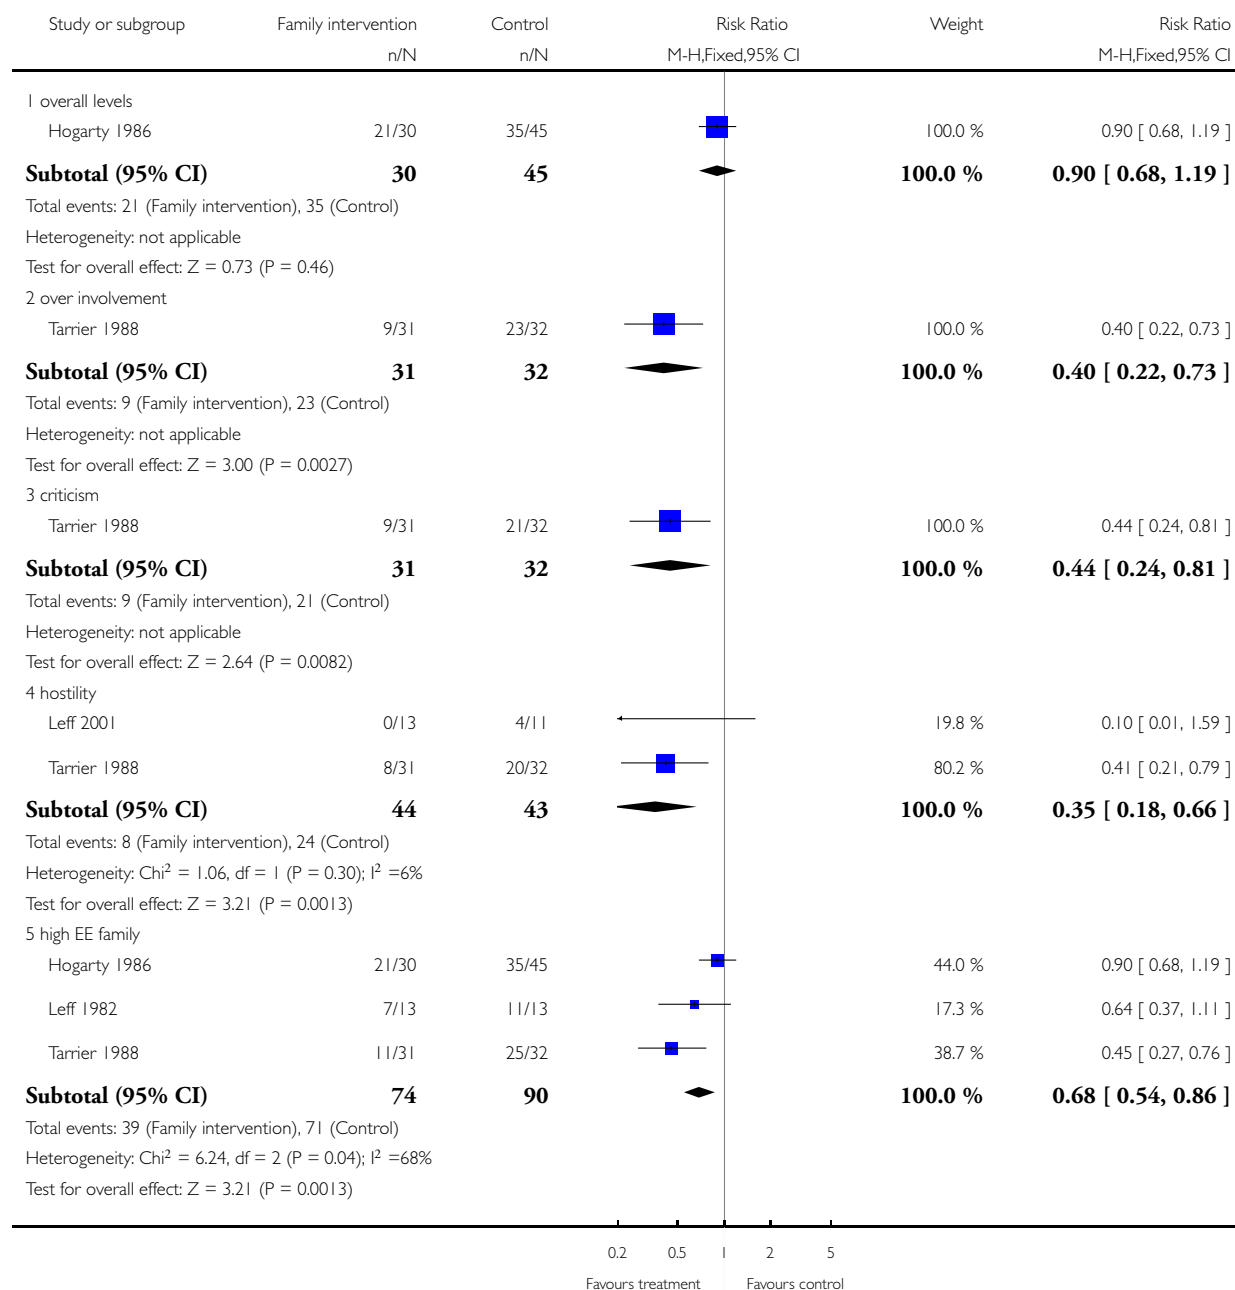 Study or subgroup Family intervention Control Risk Ratio Weight Risk Ratio
n/N n/N M-H,Fixed,95% CI M-H,Fixed,95% CI
1 overall levels
Hogarty 1986 21/30 35/45 100.0 % 0.90 [ 0.68, 1.19 ]
Subtotal (95% CI) 30 45 100.0 % 0.90 [ 0.68, 1.19 ]
Total events: 21 (Family intervention), 35 (Control)
Heterogeneity: not applicable
Test for overall effect: Z = 0.73 (P = 0.46)
2 over involvement
Tarrier 1988 9/31 23/32 100.0 % 0.40 [ 0.22, 0.73 ]
Subtotal (95% CI) 31 32 100.0 % 0.40 [ 0.22, 0.73 ]
Total events: 9 (Family intervention), 23 (Control)
Heterogeneity: not applicable
Test for overall effect: Z = 3.00 (P = 0.0027)
3 criticism
Tarrier 1988 9/31 21/32 100.0 % 0.44 [ 0.24, 0.81 ]
Subtotal (95% CI) 31 32 100.0 % 0.44 [ 0.24, 0.81 ]
Total events: 9 (Family intervention), 21 (Control)
Heterogeneity: not applicable
Test for overall effect: Z = 2.64 (P = 0.0082)
4 hostility
Leff 2001 0/13 4/11 19.8 % 0.10 [ 0.01, 1.59 ]
Tarrier 1988 8/31 20/32 80.2 % 0.41 [ 0.21, 0.79 ]
Subtotal (95% CI) 44 43 100.0 % 0.35 [ 0.18, 0.66 ]
Total events: 8 (Family intervention), 24 (Control)
Heterogeneity: Chi² = 1.06, df = 1 (P = 0.30); I² =6%
Test for overall effect: Z = 3.21 (P = 0.0013)
5 high EE family
Hogarty 1986 21/30 35/45 44.0 % 0.90 [ 0.68, 1.19 ]
Leff 1982 7/13 11/13 17.3 % 0.64 [ 0.37, 1.11 ]
Tarrier 1988 11/31 25/32 38.7 % 0.45 [ 0.27, 0.76 ]
Subtotal (95% CI) 74 90 100.0 % 0.68 [ 0.54, 0.86 ]
Total events: 39 (Family intervention), 71 (Control)
Heterogeneity: Chi² = 6.24, df = 2 (P = 0.04); I² =68%
Test for overall effect: Z = 3.21 (P = 0.0013)
0.2 0.5 1 2 5
Favours treatment Favours control